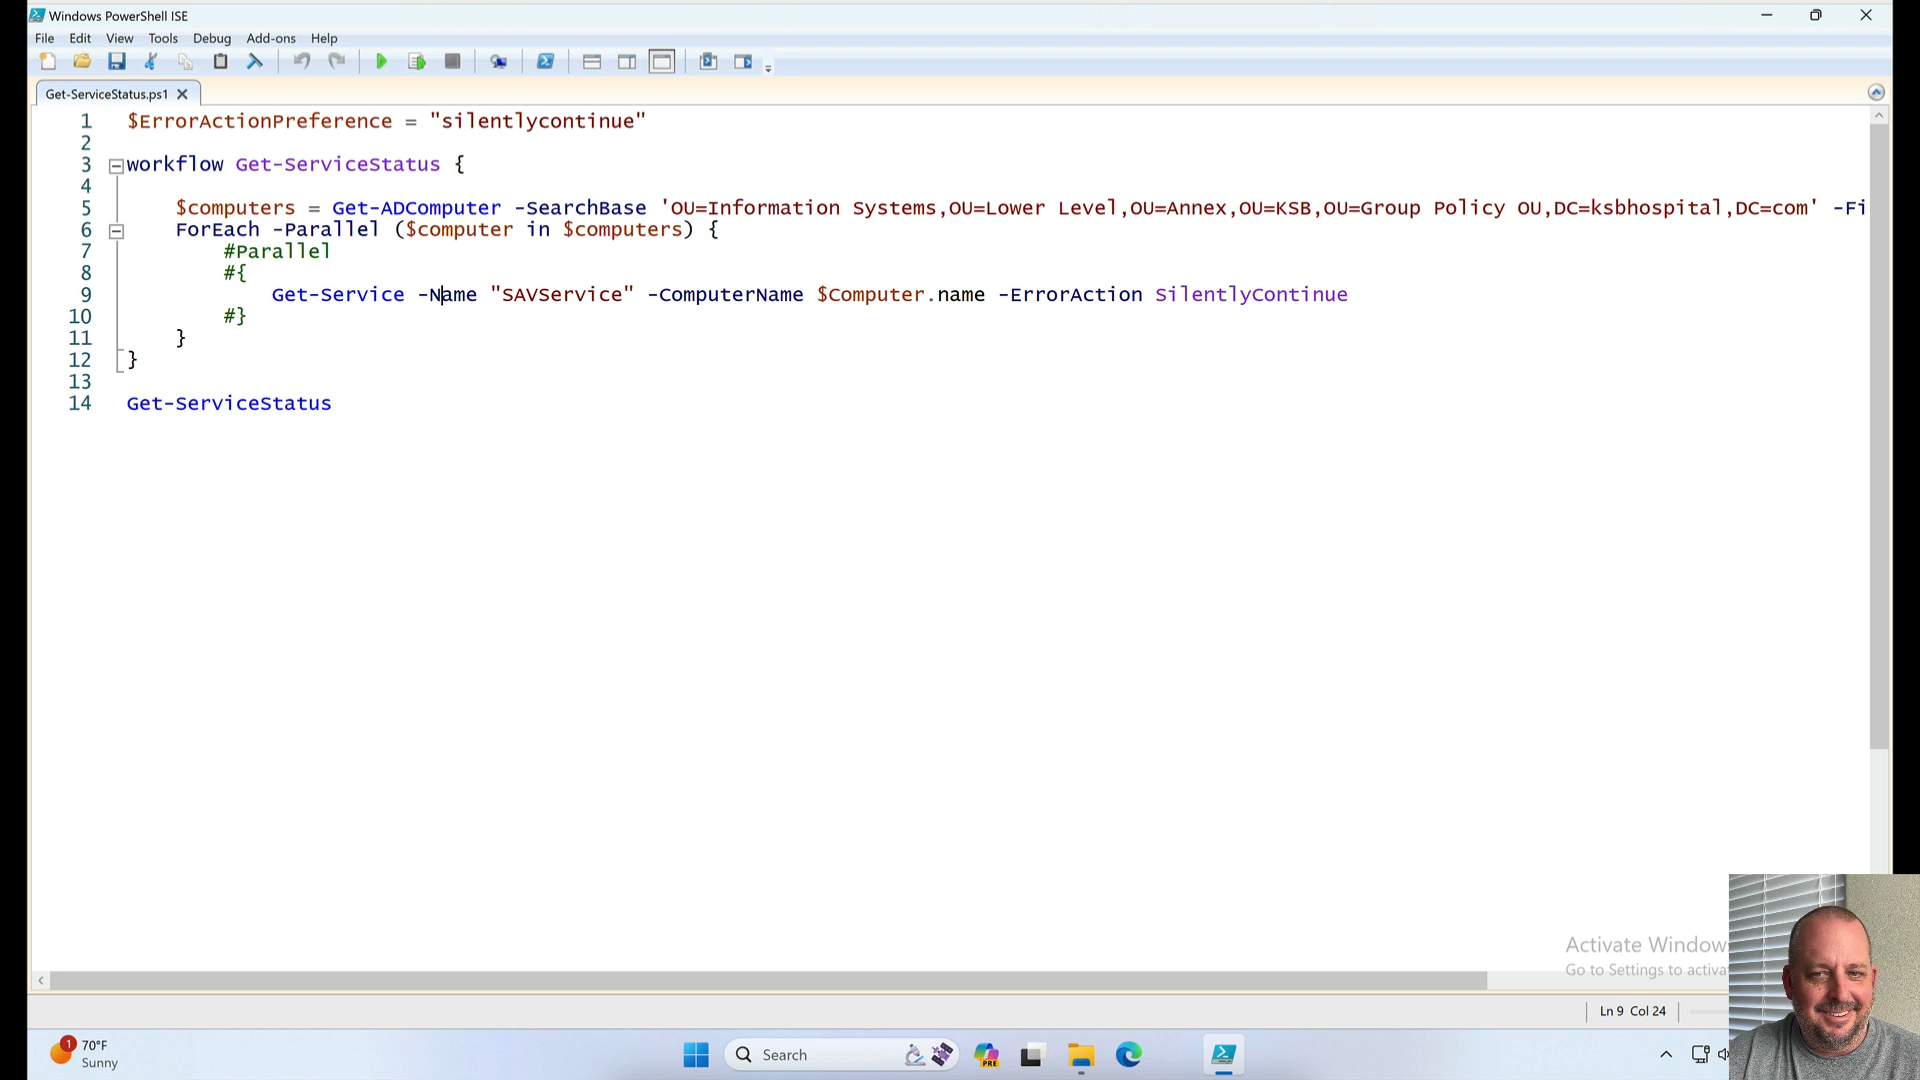 Windows PowerShell ISE
File Edit View Tools Debug Add-ons Help
Get-ServiceStatus.ps1
1 $ErrorActionPreference = "silentlycontinue"
2
3 workflow Get-ServiceStatus {
4
5 $computers = Get-ADComputer -SearchBase 'OU=Information Systems,OU=Lower Level,OU=Annex,OU=KSB,OU=Group Policy OU,DC=ksbhospital,DC=com' -Fi
6 ForEach -Parallel ($computer in $computers) {
7 #Parallel
8 #{
9 Get-Service -Name "SAVService" -ComputerName $Computer.name -ErrorAction SilentlyContinue
10 #}
11 }
12 }
13
14 Get-ServiceStatus
Activate Window
Go to Settings to activa
Ln 9 Col 24
1
70°F
Sunny
Search
PRE